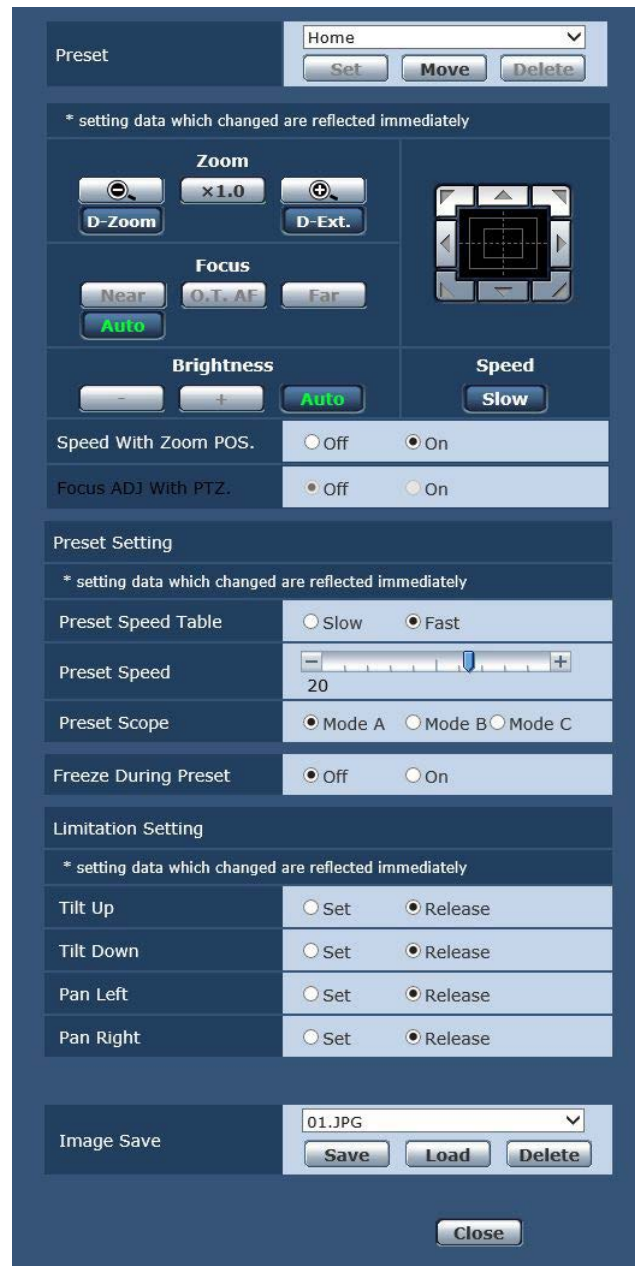 Home
Preset
Set Move Delete
* setting data which changed are reflected immediately
Zoom
×1.0
D-Zoom D-Ext.
Focus
Near O.T. AF Far
Auto
Brightness Speed
- + Auto Slow
Speed With Zoom POS. Off On
Focus ADJ With PTZ. Off On
Preset Setting
* setting data which changed are reflected immediately
Preset Speed Table Slow Fast
Preset Speed - +
20
Preset Scope Mode A Mode B Mode C
Freeze During Preset Off On
Limitation Setting
* setting data which changed are reflected immediately
Tilt Up Set Release
Tilt Down Set Release
Pan Left Set Release
Pan Right Set Release
01.JPG
Image Save
Save Load Delete
Close